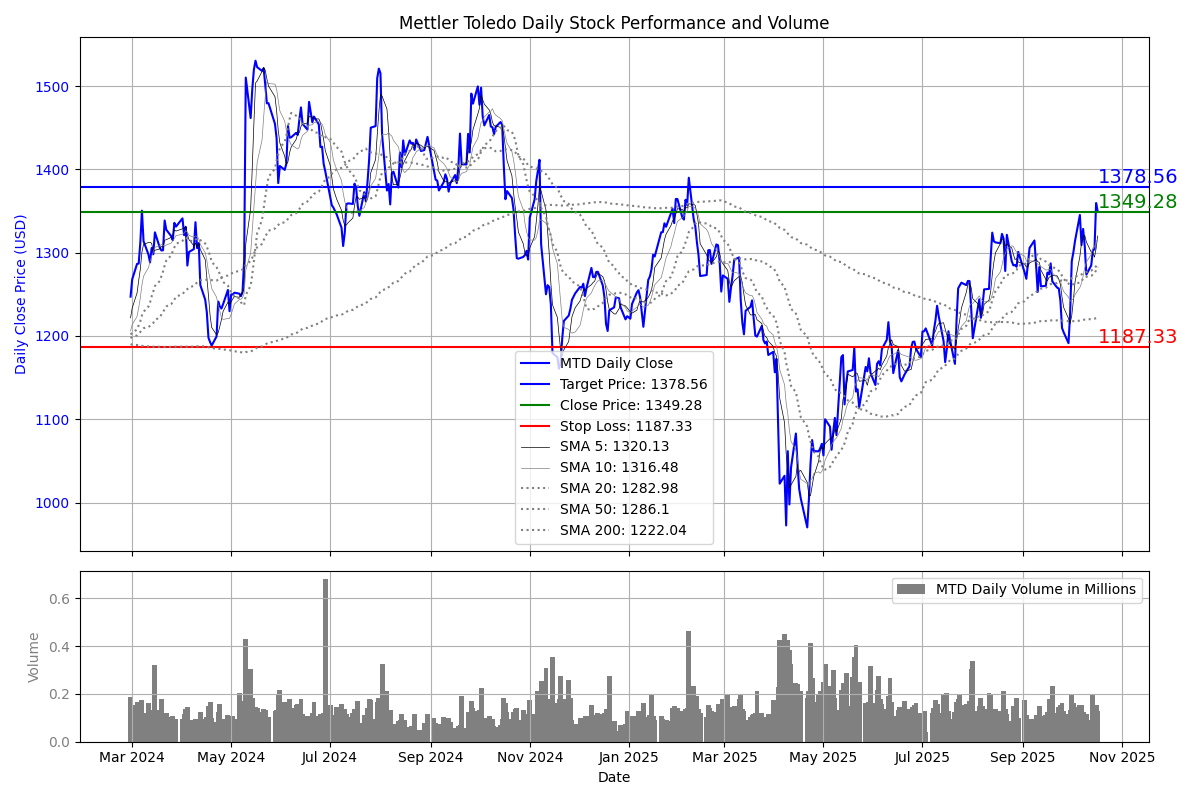 Mettler Toledo Daily Stock Performance and Volume
Daily Close Price (USD)
1500
1400
1300
1200
1100
1000
1378.56
1349.28
1187.33
MTD Daily Close
Target Price: 1378.56
Close Price: 1349.28
Stop Loss: 1187.33
SMA 5: 1320.13
SMA 10: 1316.48
SMA 20: 1282.98
SMA 50: 1286.1
SMA 200: 1222.04
Volume
0.6
0.4
0.2
0.0
MTD Daily Volume in Millions
Mar 2024 May 2024 Jul 2024 Sep 2024 Nov 2024 Jan 2025 Mar 2025 May 2025 Jul 2025 Sep 2025 Nov 2025
Date